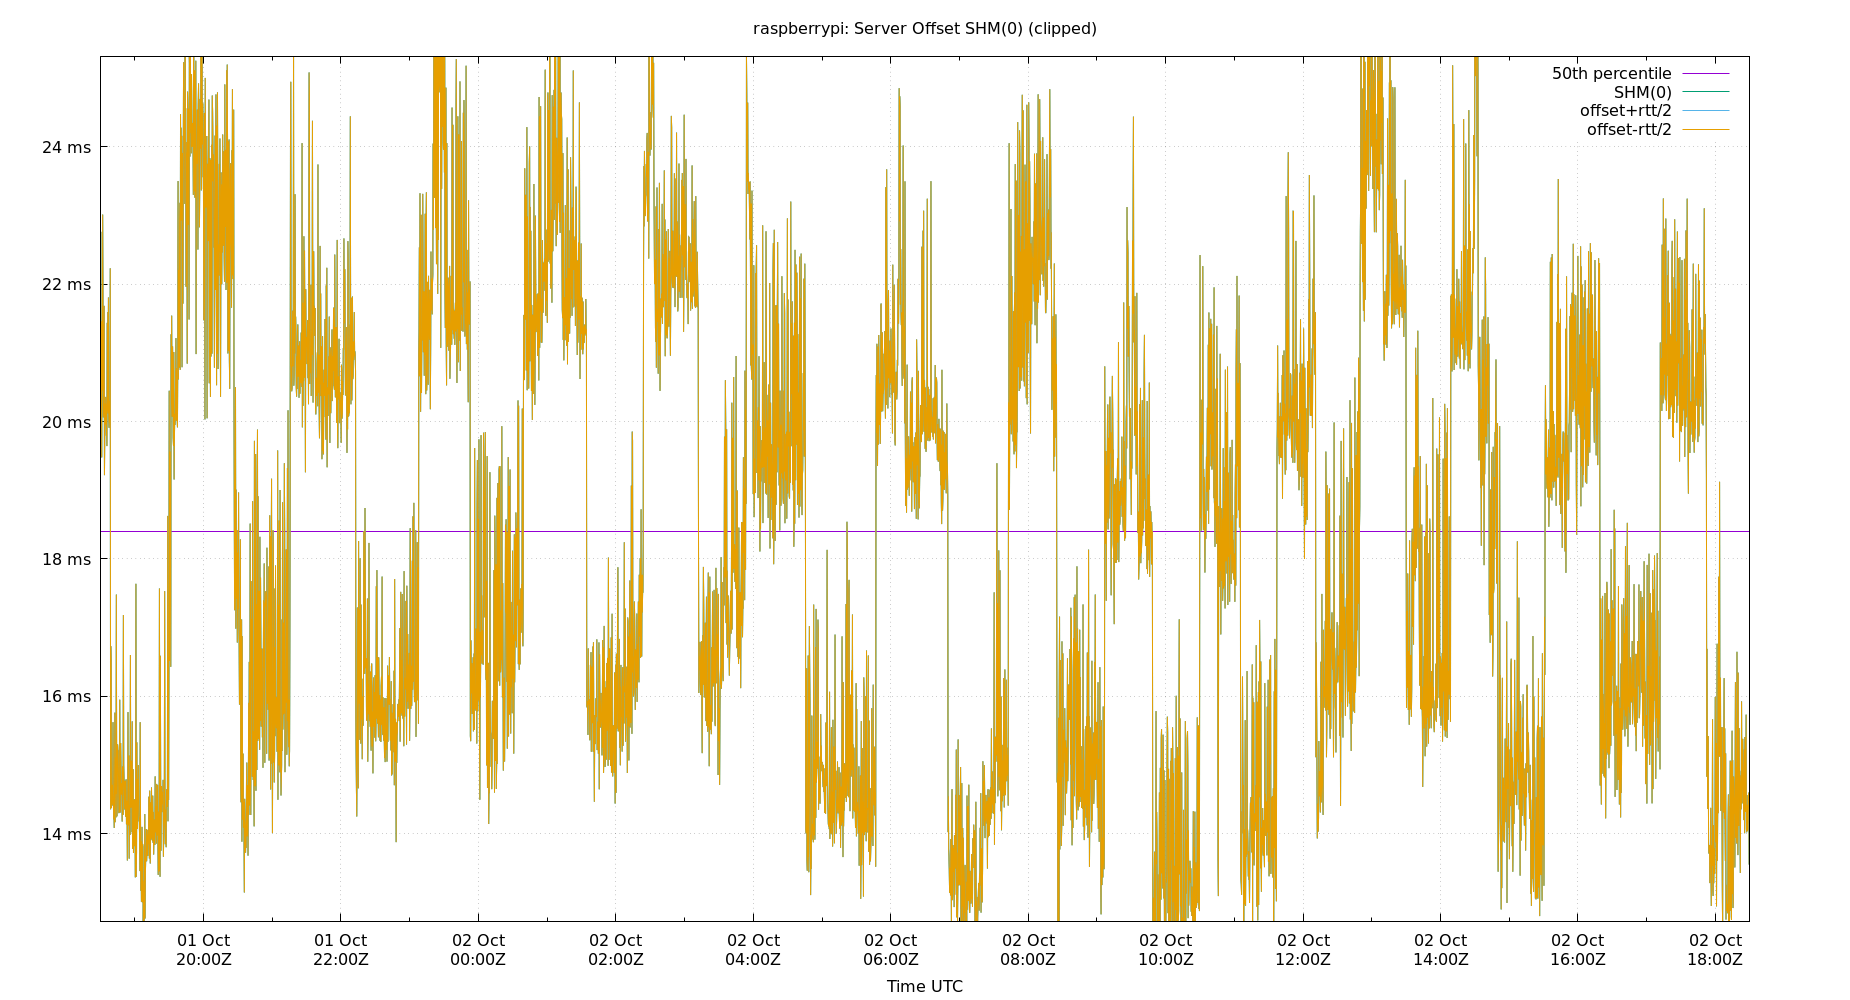 raspberrypi: Server Offset SHM(0) (clipped)
50th percentile
SHM(0)
offset+rtt/2
offset-rtt/2
24 ms
22 ms
20 ms
18 ms
16 ms
14 ms
01 Oct 01 Oct 02 Oct 02 Oct 02 Oct 02 Oct 02 Oct 02 Oct 02 Oct 02 Oct 02 Oct 02 Oct
20:00Z 22:00Z 00:00Z 02:00Z 04:00Z 06:00Z 08:00Z 10:00Z 12:00Z 14:00Z 16:00Z 18:00Z
Time UTC